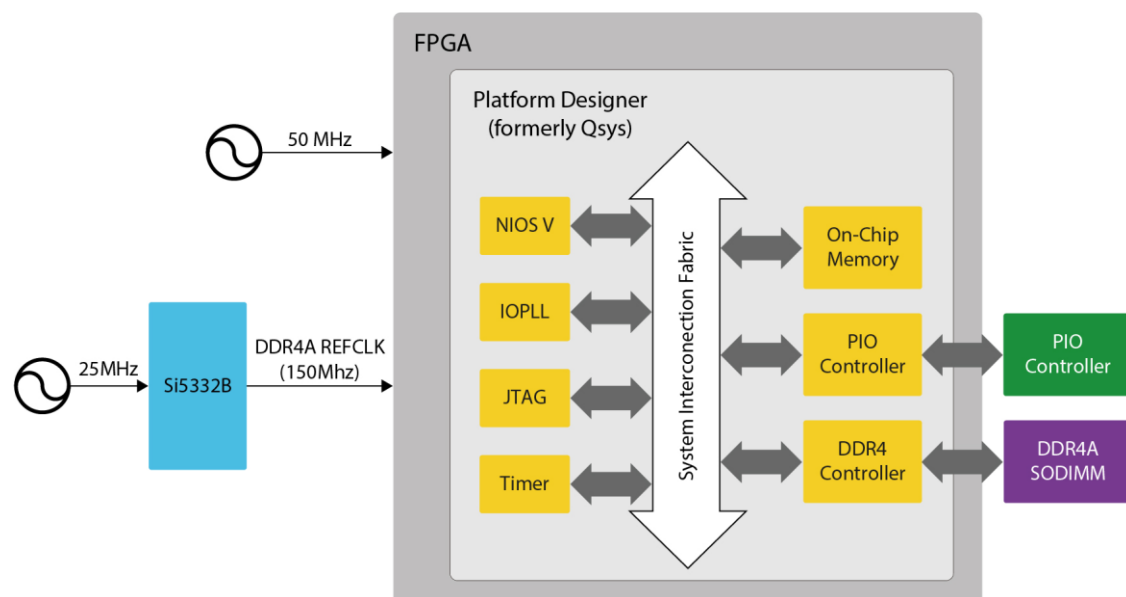 FPGA
Platform Designer
(formerly Qsys)
50 MHz
NIOS V
On-Chip
Memory
System Interconnection Fabric
IOPLL
25MHz
Si5332B
DDR4A REFCLK
(150Mhz)
PIO
Controller
PIO
Controller
JTAG
DDR4
Controller
DDR4A
SODIMM
Timer